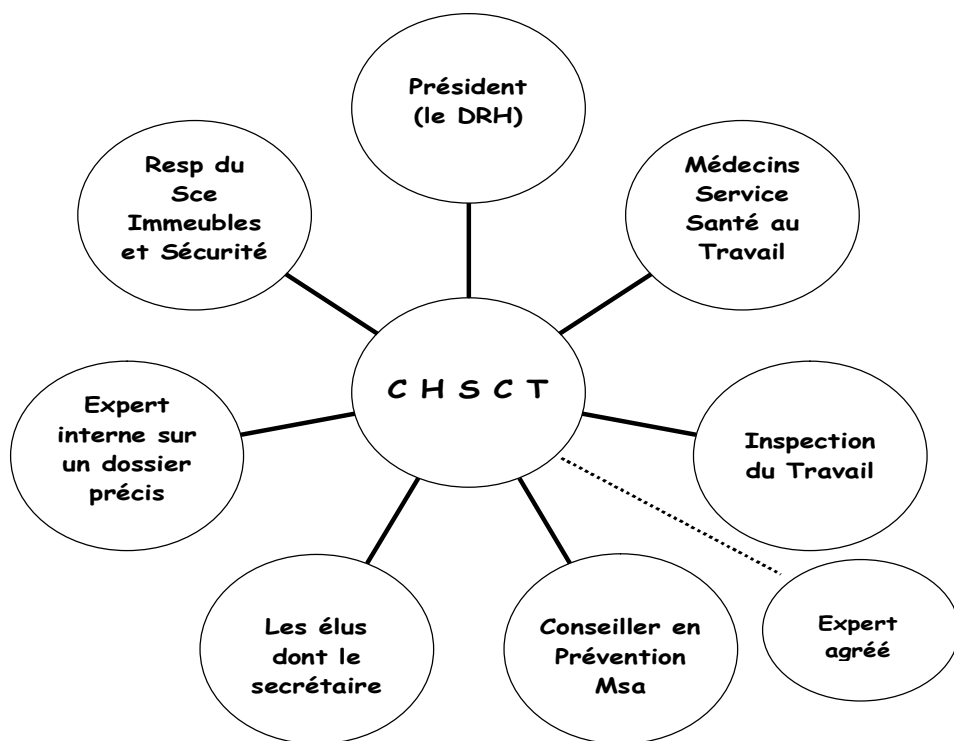 Président
(le DRH)
Resp du
Sce
Immeubles
et Sécurité
Médecins
Service
Santé au
Travail
C H S C T
Expert
interne sur
un dossier
précis
Inspection
du Travail
Les élus
dont le
secrétaire
Conseiller en
Prévention
Msa
Expert
agréé